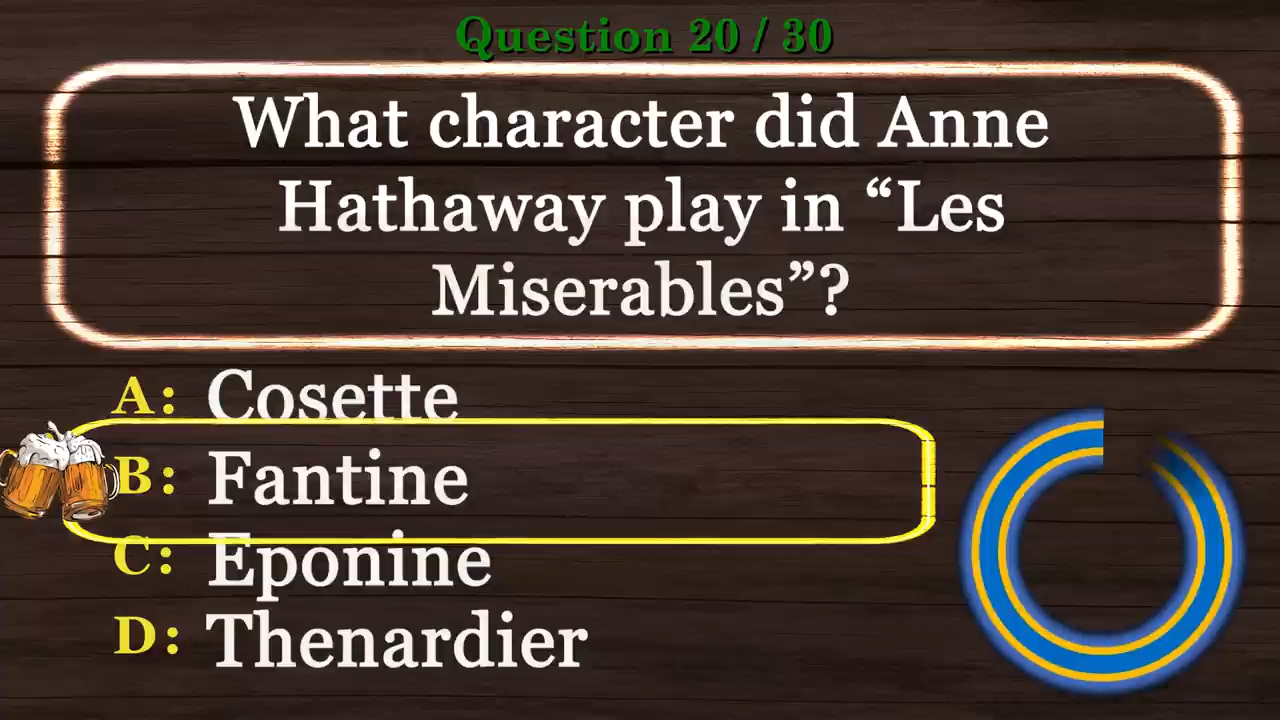 Question 20 / 30
What character did Anne
Hathaway play in “Les
Miserables”?
A: Cosette
B: Fantine
C: Eponine
D: Thenardier